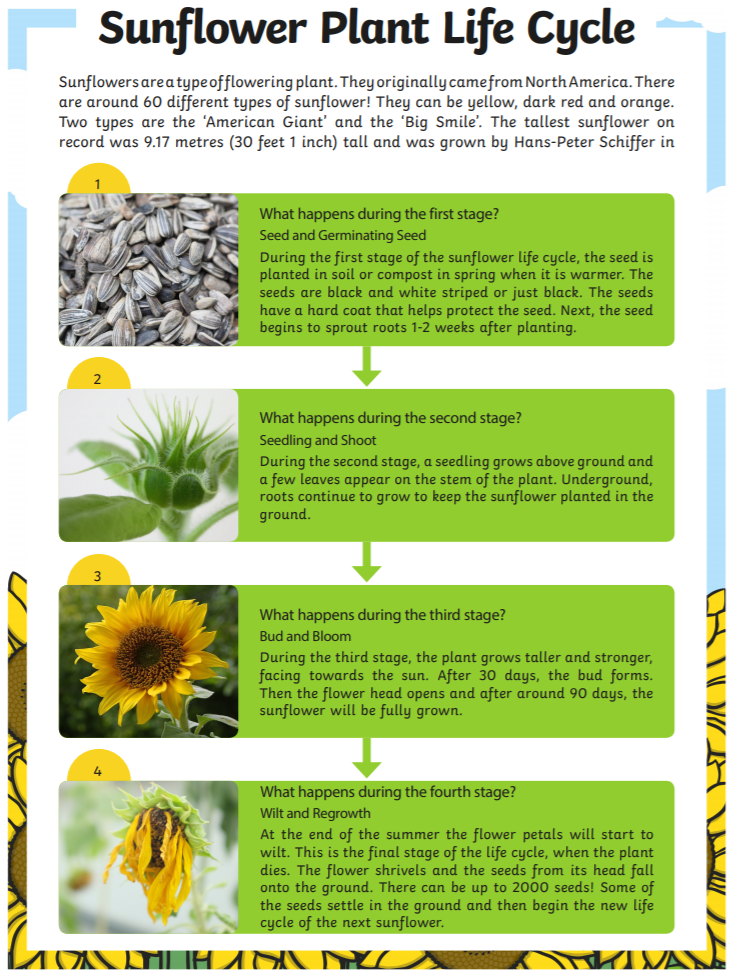 Sunflower Plant Life Cycle
Sunflowers are a type of flowering plant. They originally came from North America. There
are around 60 different types of sunflower! They can be yellow, dark red and orange.
Two types are the ‘American Giant’ and the ‘Big Smile’. The tallest sunflower on
record was 9.17 metres (30 feet 1 inch) tall and was grown by Hans-Peter Schiffer in
1
What happens during the first stage?
Seed and Germinating Seed
During the first stage of the sunflower life cycle, the seed is
planted in soil or compost in spring when it is warmer. The
seeds are black and white striped or just black. The seeds
have a hard coat that helps protect the seed. Next, the seed
begins to sprout roots 1-2 weeks after planting.
2
What happens during the second stage?
Seedling and Shoot
During the second stage, a seedling grows above ground and
a few leaves appear on the stem of the plant. Underground,
roots continue to grow to keep the sunflower planted in the
ground.
3
What happens during the third stage?
Bud and Bloom
During the third stage, the plant grows taller and stronger,
facing towards the sun. After 30 days, the bud forms.
Then the flower head opens and after around 90 days, the
sunflower will be fully grown.
4
What happens during the fourth stage?
Wilt and Regrowth
At the end of the summer the flower petals will start to
wilt. This is the final stage of the life cycle, when the plant
dies. The flower shrivels and the seeds from its head fall
onto the ground. There can be up to 2000 seeds! Some of
the seeds settle in the ground and then begin the new life
cycle of the next sunflower.